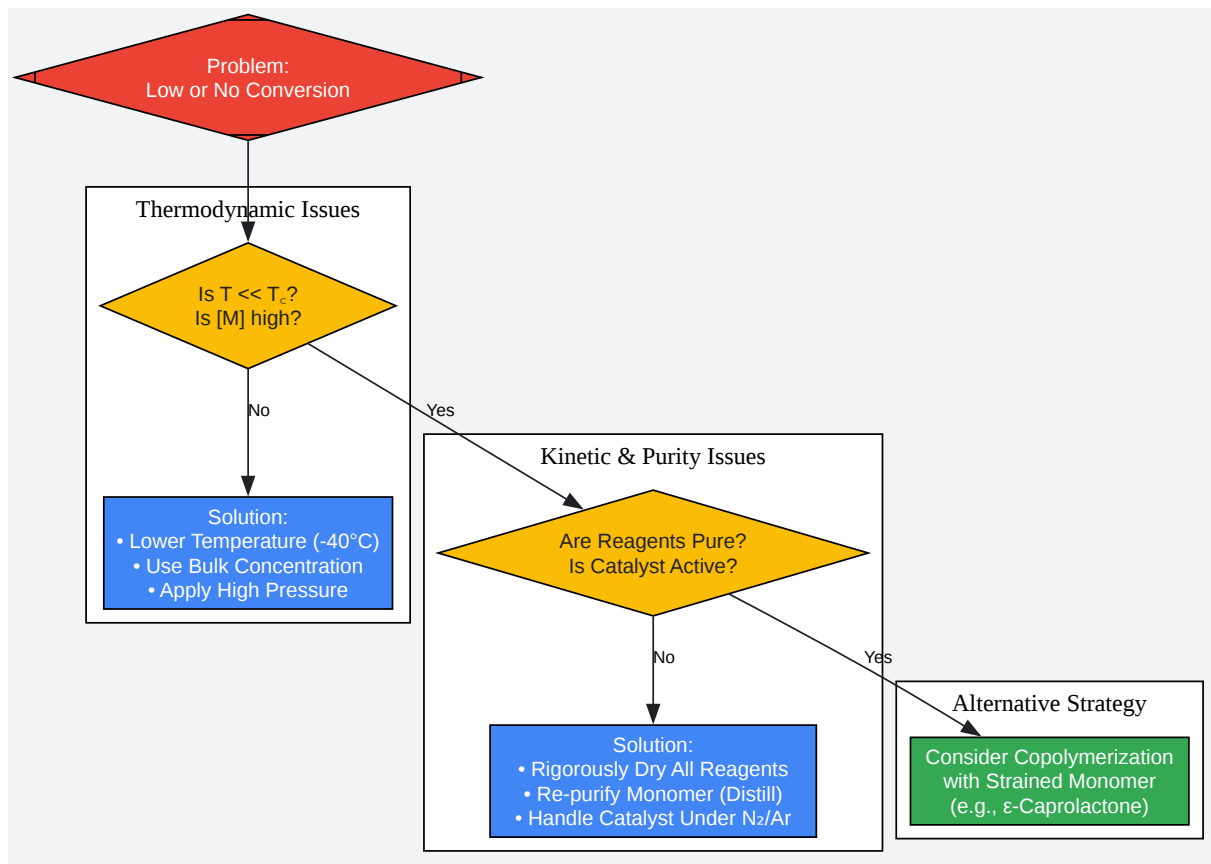 Problem:
Low or No Conversion
Thermodynamic Issues
Is T << T꜀?
Is [M] high?
No
Yes
Solution:
• Lower Temperature (-40°C)
• Use Bulk Concentration
• Apply High Pressure
Kinetic & Purity Issues
Are Reagents Pure?
Is Catalyst Active?
No
Yes
Solution:
• Rigorously Dry All Reagents
• Re-purify Monomer (Distill)
• Handle Catalyst Under N₂/Ar
Alternative Strategy
Consider Copolymerization
with Strained Monomer
(e.g., ε-Caprolactone)